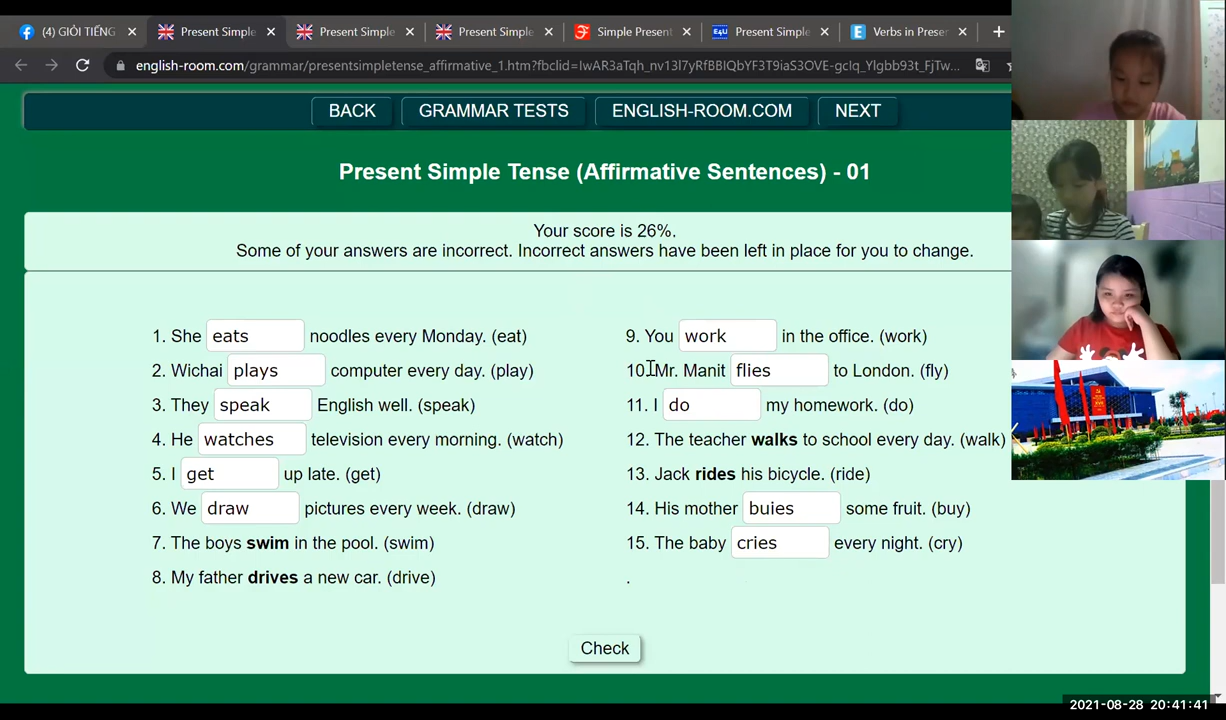 (4) GIỎI TIẾNG
Present Simple
Present Simple
Present Simple
Simple Present
E4U Present Simple
E Verbs in Preser
english-room.com/grammar/presentsimpletense_affirmative_1.htm?fbclid=IwAR3aTqh_nv13l7yRfBBIQbYF3T9iaS3OVE-gcIq_Ylgbb93t_FjTw...
BACK GRAMMAR TESTS ENGLISH-ROOM.COM NEXT
Present Simple Tense (Affirmative Sentences) - 01
Your score is 26%.
Some of your answers are incorrect. Incorrect answers have been left in place for you to change.
1. She eats noodles every Monday. (eat)
2. Wichai plays computer every day. (play)
3. They speak English well. (speak)
4. He watches television every morning. (watch)
5. I get up late. (get)
6. We draw pictures every week. (draw)
7. The boys swim in the pool. (swim)
8. My father drives a new car. (drive)
9. You work in the office. (work)
10. Mr. Manit flies to London. (fly)
11. I do my homework. (do)
12. The teacher walks to school every day. (walk)
13. Jack rides his bicycle. (ride)
14. His mother buies some fruit. (buy)
15. The baby cries every night. (cry)
.
Check
2021-08-28 20:41:41